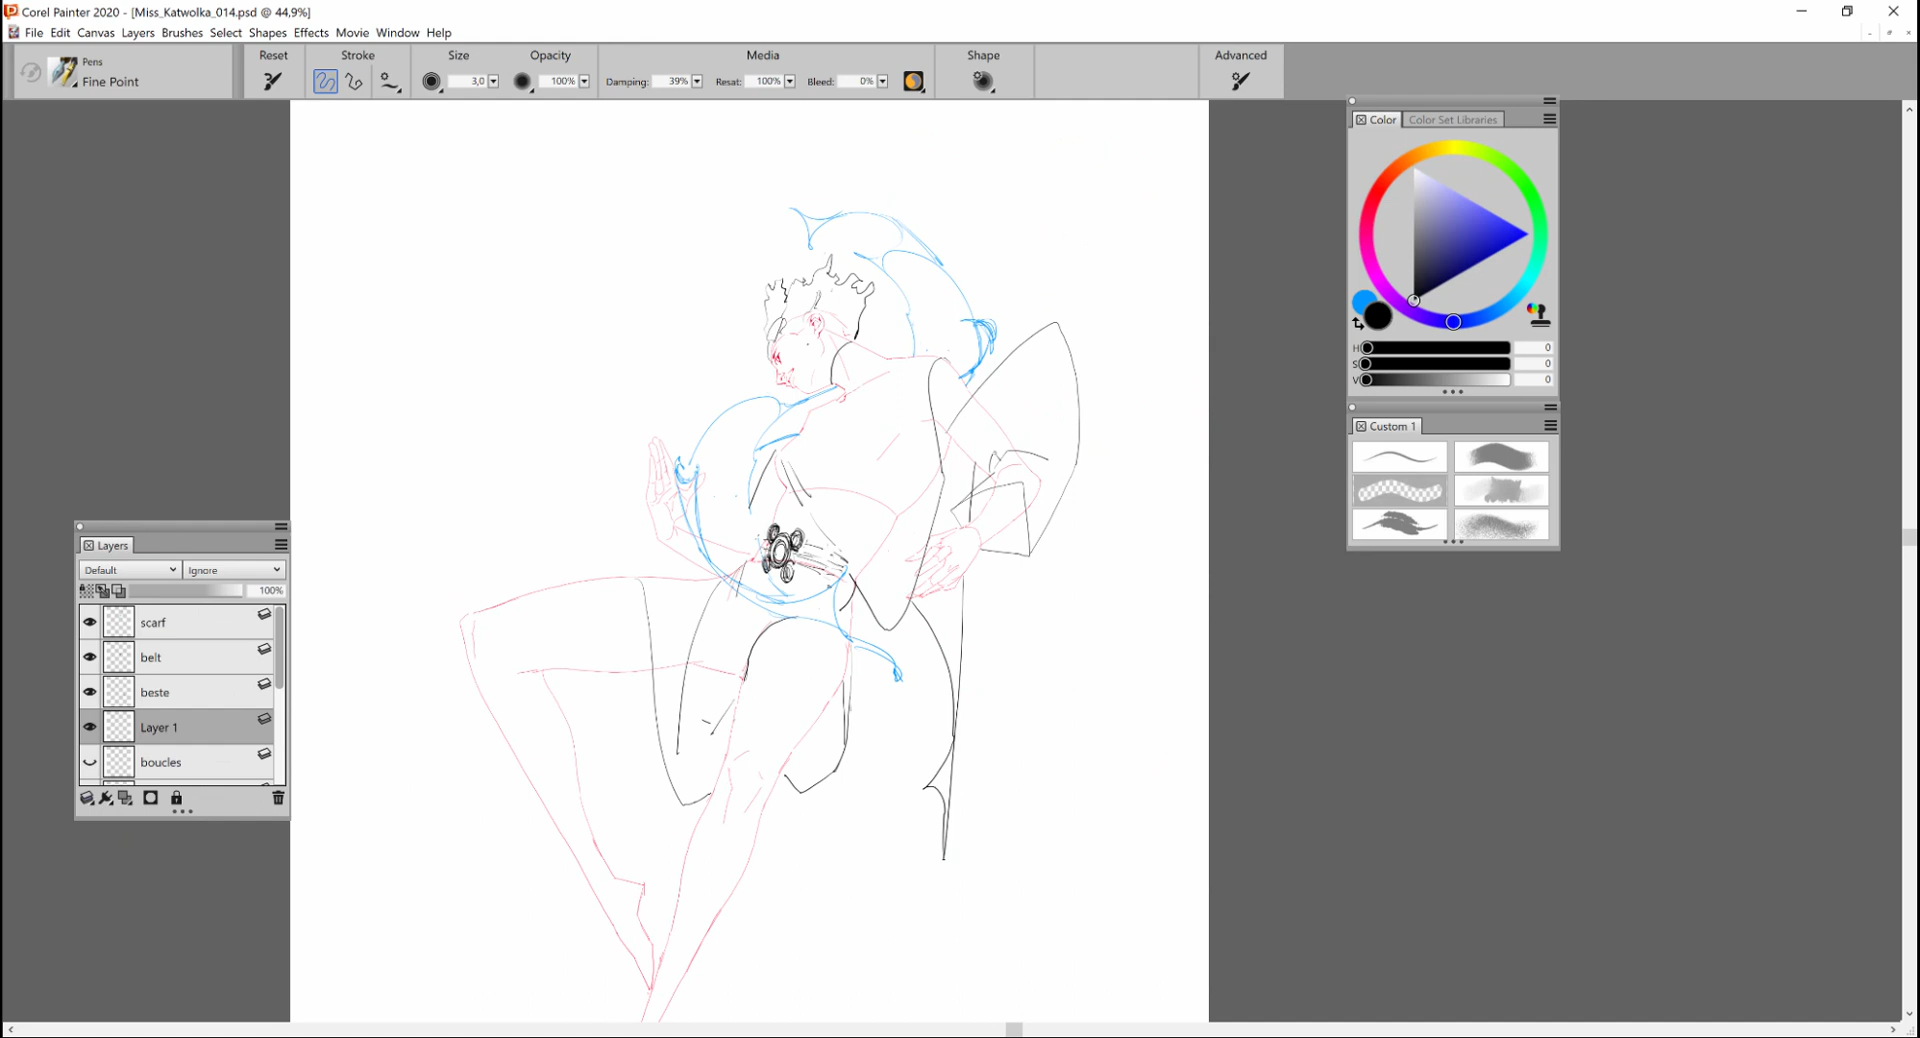 Corel Painter 2020 - [Miss_Katwolka_014.psd @ 44,9%]
File Edit Canvas Layers Brushes Select Shapes Effects Movie Window Help
Pens
Fine Point
Reset
Stroke
Size
3,0
Opacity
100%
Media
Damping: 39%
Resat: 100%
Bleed: 0%
Shape
Advanced
Color
Color Set Libraries
H 0
S 0
V 0
Custom 1
Layers
Default
Ignore
100%
scarf
belt
beste
Layer 1
boucles